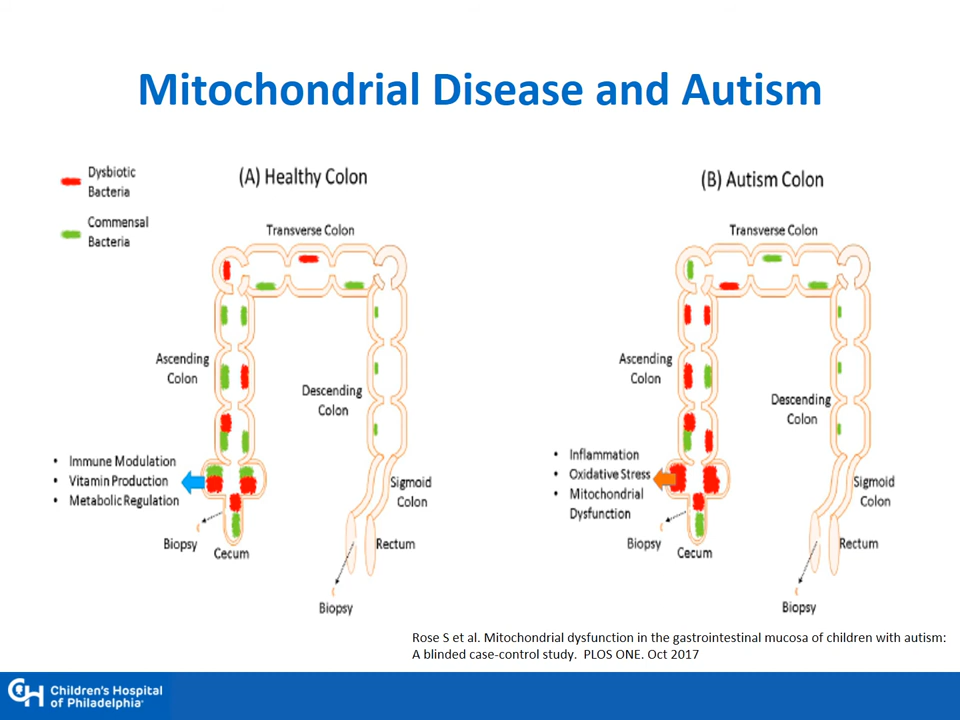 Mitochondrial Disease and Autism
Dysbiotic
Bacteria
Commensal
Bacteria
(A) Healthy Colon
Transverse Colon
Ascending
Colon
Descending
Colon
• Immune Modulation
• Vitamin Production
• Metabolic Regulation
Sigmoid
Colon
Biopsy
Cecum
Rectum
Biopsy
(B) Autism Colon
Transverse Colon
Ascending
Colon
Descending
Colon
• Inflammation
• Oxidative Stress
• Mitochondrial
Dysfunction
Sigmoid
Colon
Biopsy
Cecum
Rectum
Biopsy
Rose S et al. Mitochondrial dysfunction in the gastrointestinal mucosa of children with autism:
A blinded case-control study. PLOS ONE. Oct 2017
CH Children's Hospital
of Philadelphia